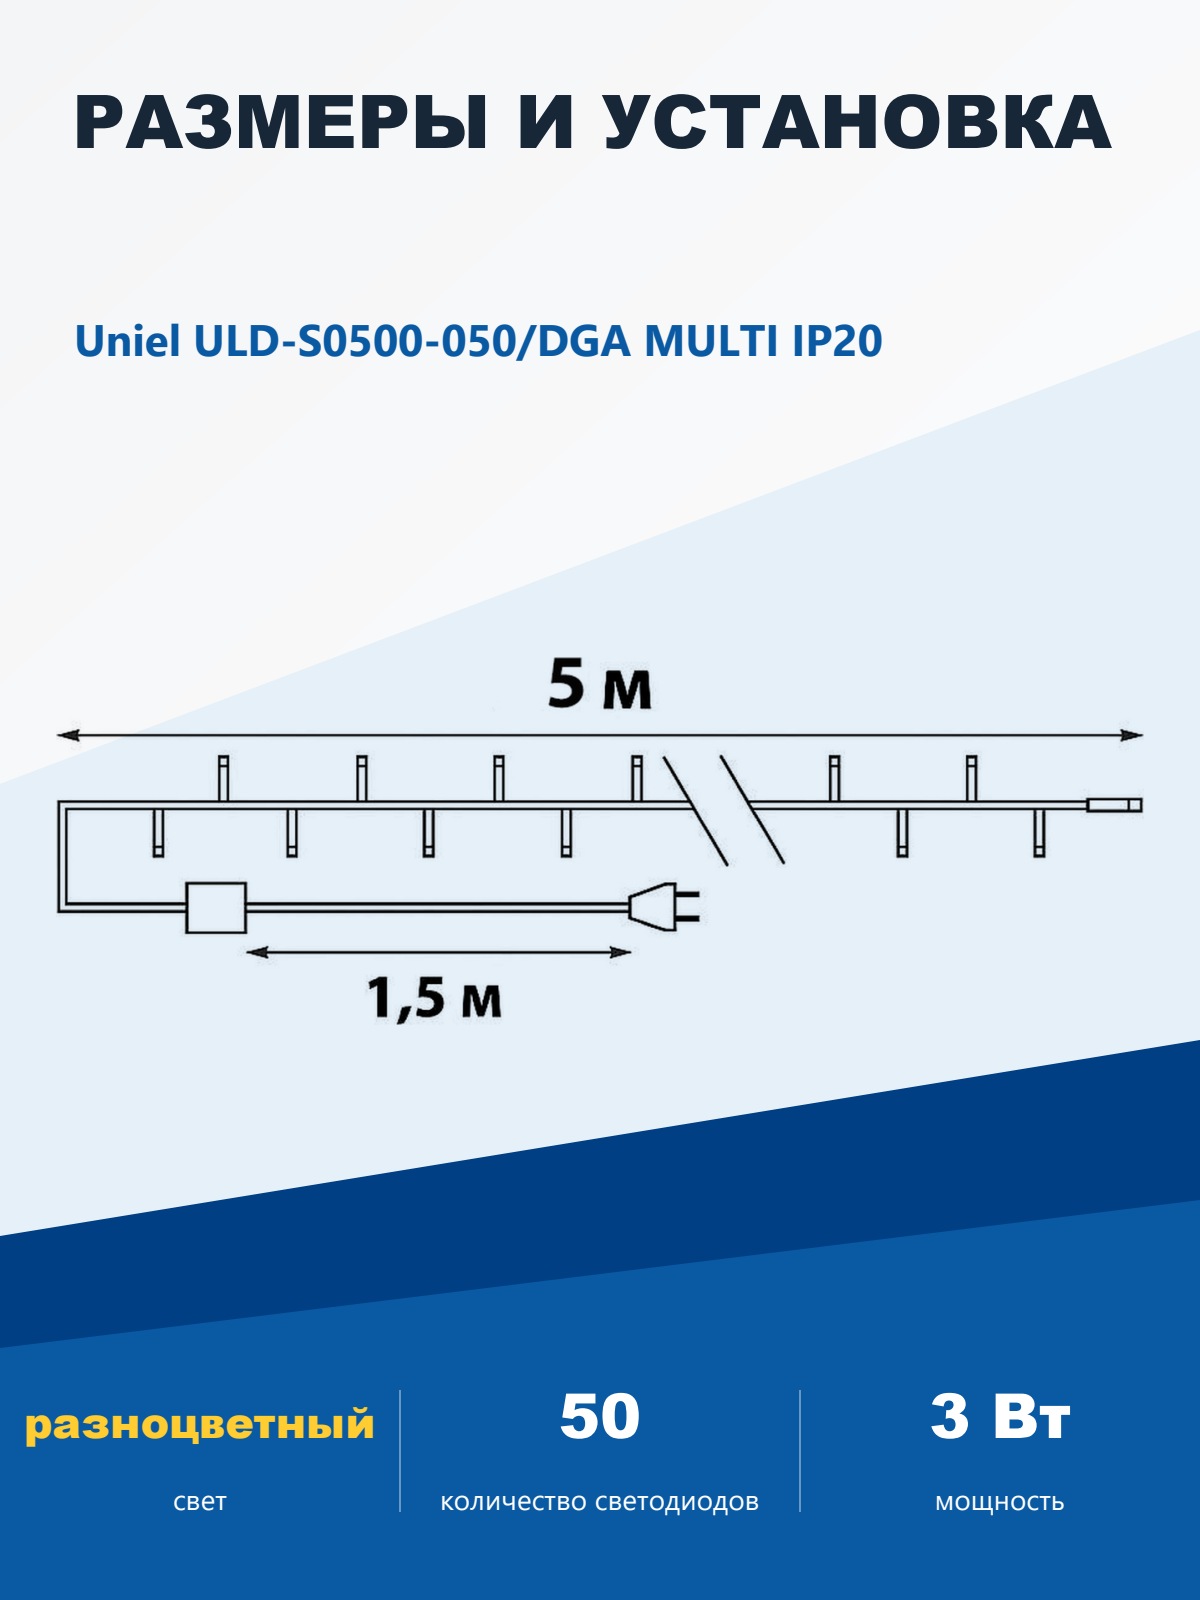 РАЗМЕРЫ И УСТАНОВКА
Uniel ULD-S0500-050/DGA MULTI IP20
5 м
1,5 м
разноцветный
свет
50
количество светодиодов
3 Вт
мощность